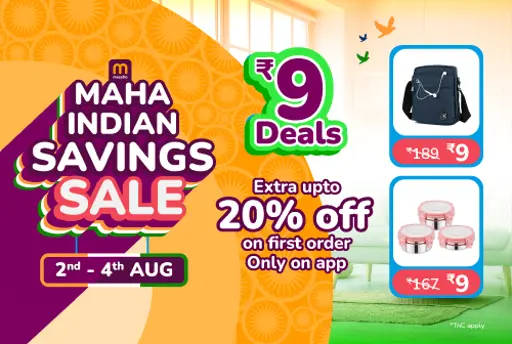 meesho
MAHA
INDIAN
SAVINGS
SALE
2nd - 4th AUG
₹9
Deals
Extra upto
20% off
on first order
Only on app
₹189 ₹9
₹167 ₹9
*TnC apply